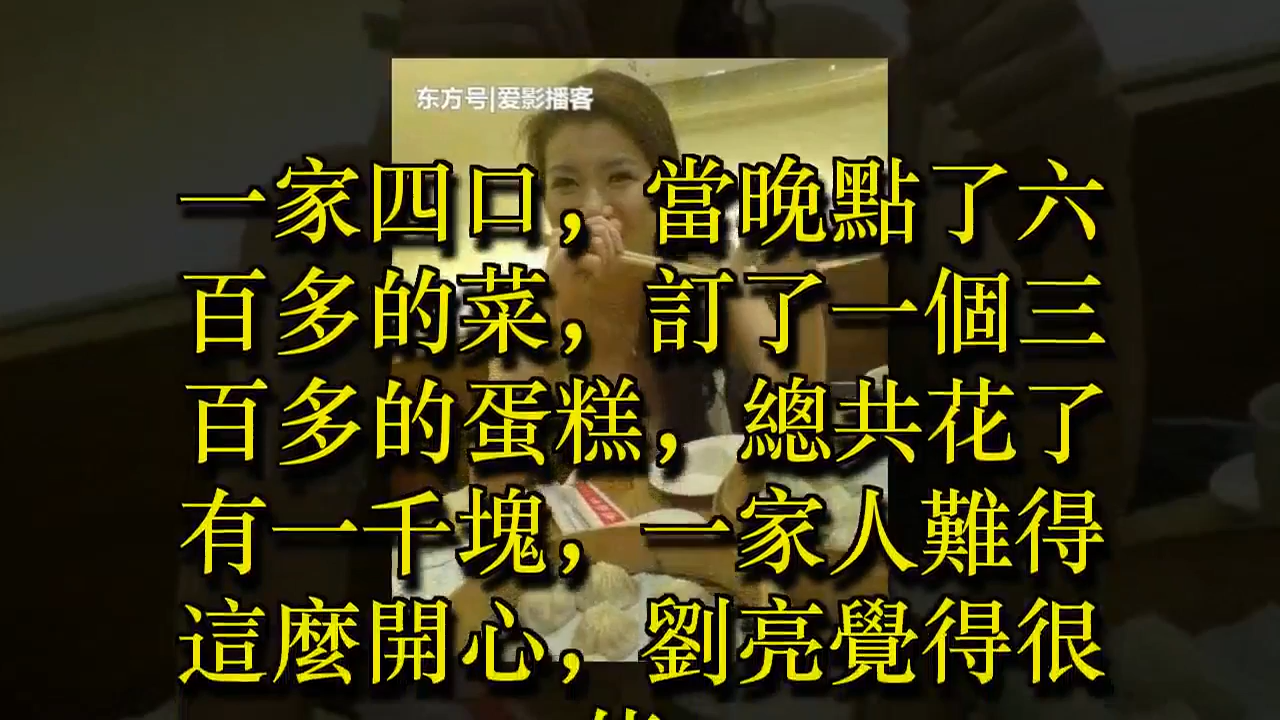 东方号|爱影播客
一家四口，當晚點了六
百多的菜，訂了一個三
百多的蛋糕，總共花了
有一千塊，一家人難得
這麼開心，劉亮覺得很